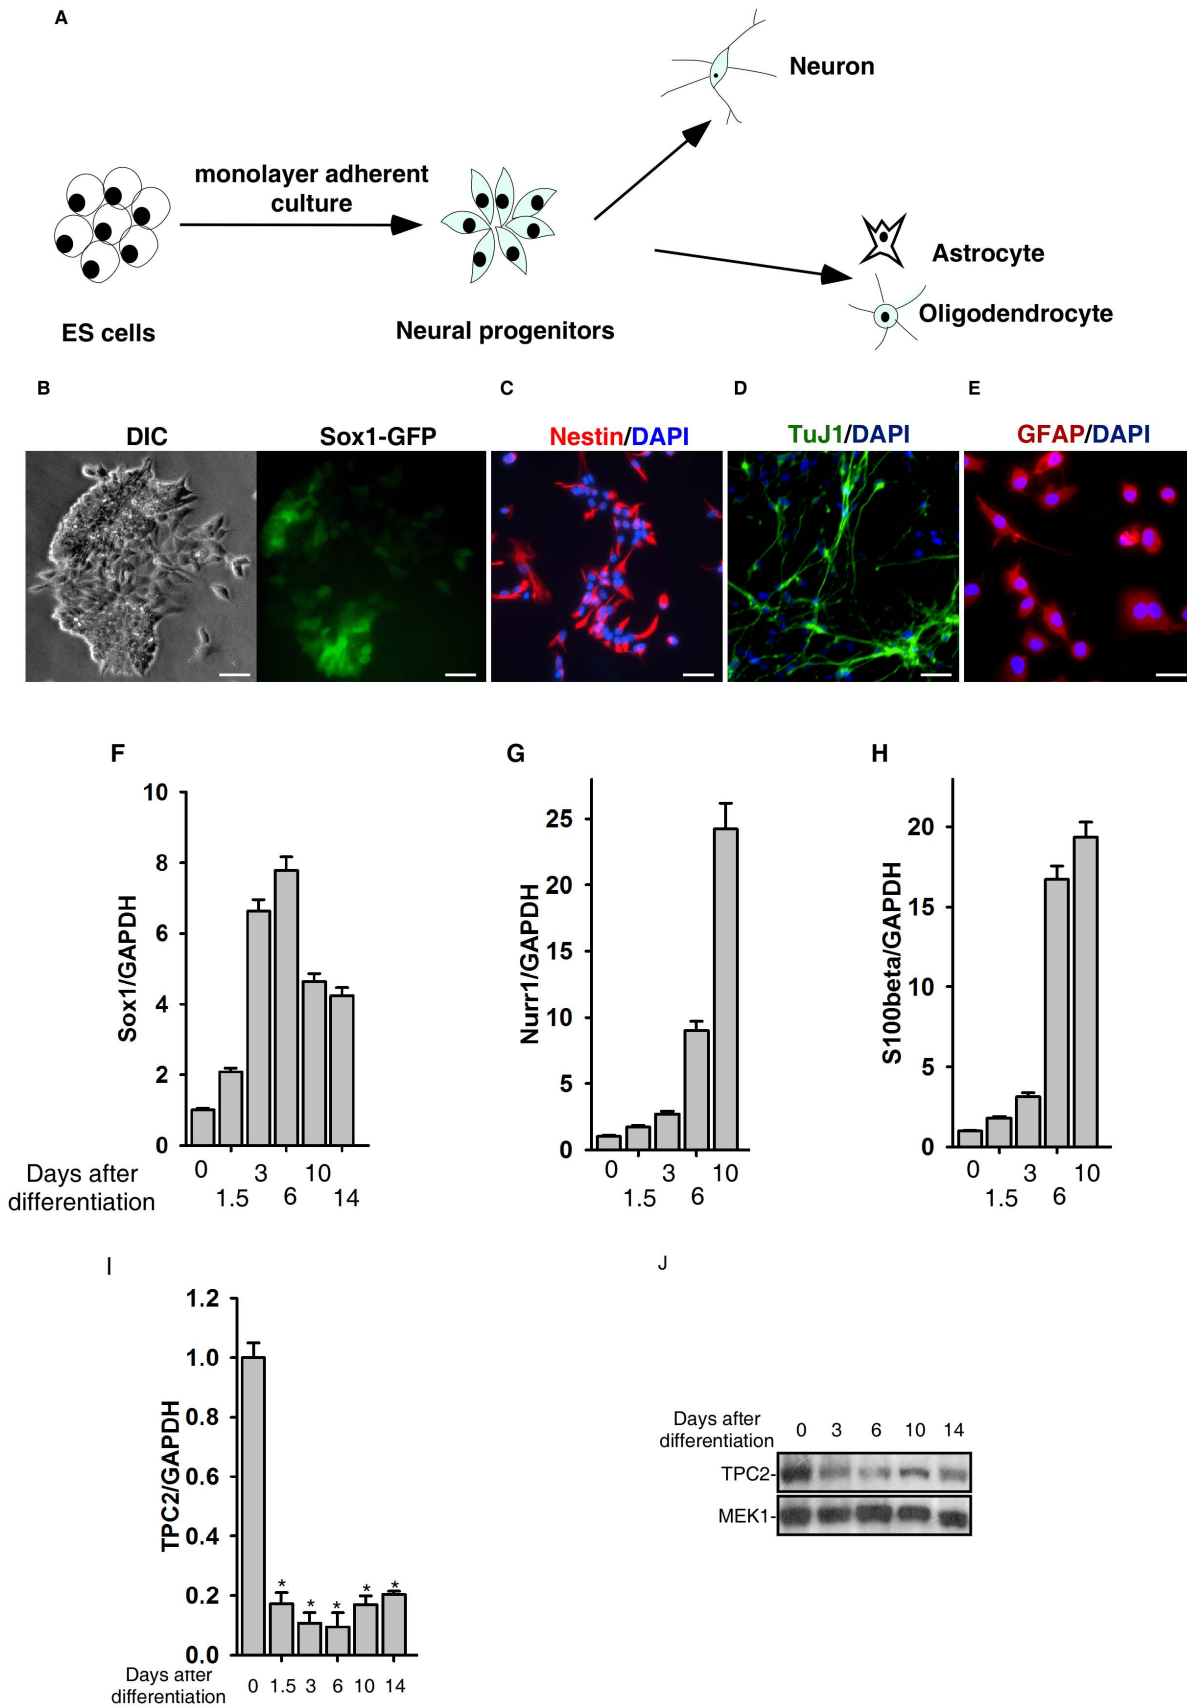 A
Neuron
monolayer adherent
culture
Astrocyte
Oligodendrocyte
ES cells
Neural progenitors
B
C
D
E
DIC
Sox1-GFP
Nestin/DAPI
TuJ1/DAPI
GFAP/DAPI
F
G
H
10
8
6
4
2
0
Sox1/GAPDH
25
20
15
10
5
0
Nurr1/GAPDH
20
15
10
5
0
S100beta/GAPDH
Days after
differentiation
0 1.5 3 6 10 14
0 1.5 3 6 10
0 1.5 3 6 10
I
J
1.2
1.0
0.8
0.6
0.4
0.2
0.0
TPC2/GAPDH
* * * * *
Days after
differentiation
0 1.5 3 6 10 14
Days after
differentiation
0 3 6 10 14
TPC2-
MEK1-